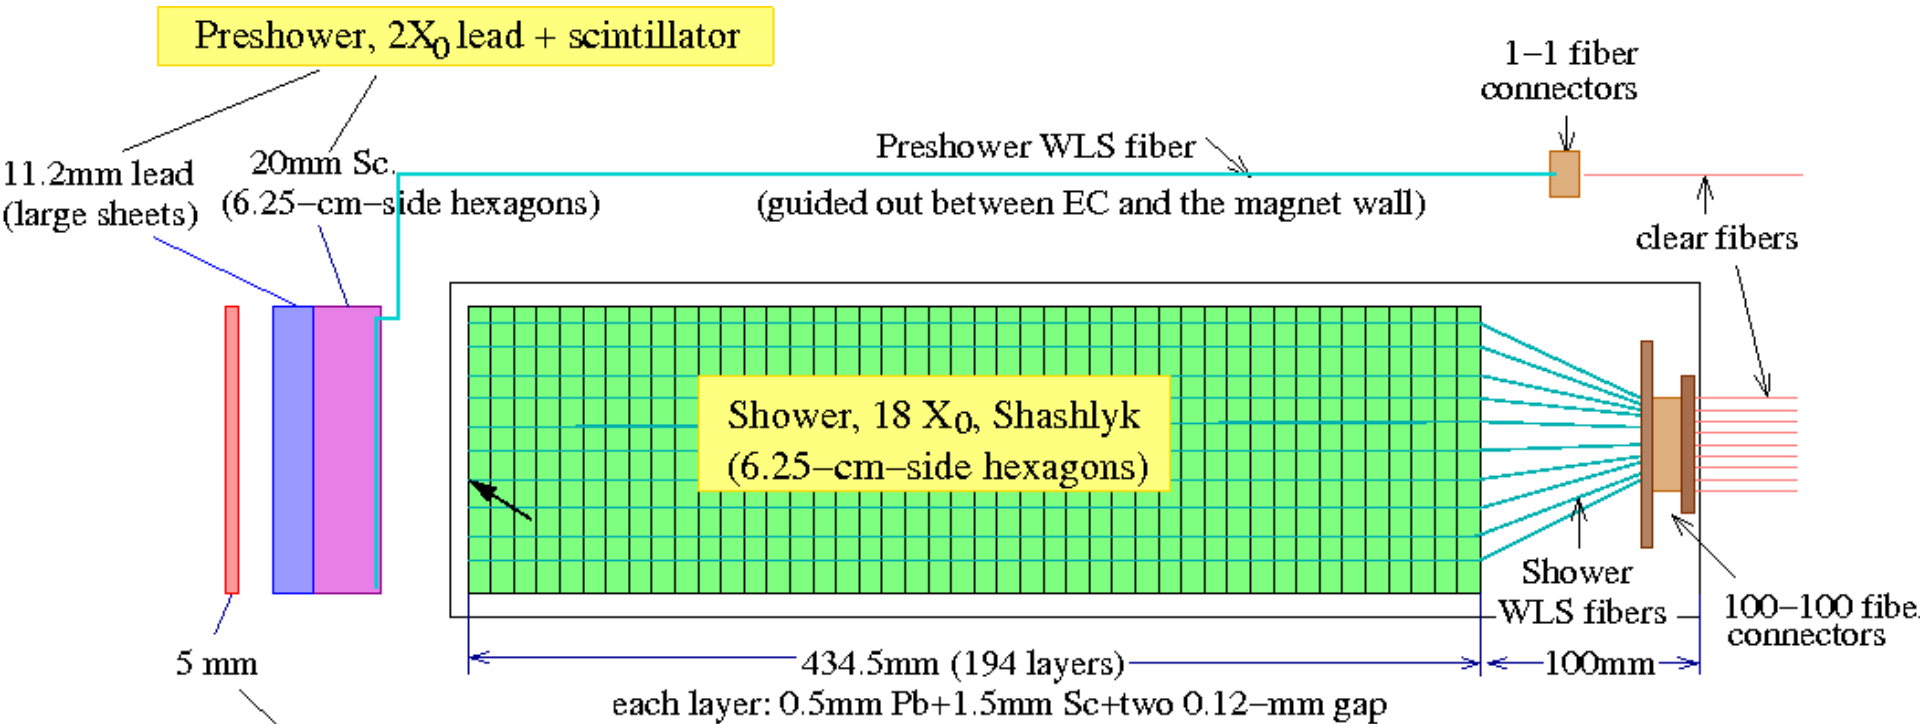 Preshower, 2X0 lead + scintillator
1–1 fiber
connectors
11.2mm lead
(large sheets)
20mm Sc.
(6.25–cm–side hexagons)
Preshower WLS fiber
(guided out between EC and the magnet wall)
clear fibers
Shower, 18 X0, Shashlyk
(6.25–cm–side hexagons)
Shower
WLS fibers
100–100 fibe
connectors
5 mm
434.5mm (194 layers)
100mm
each layer: 0.5mm Pb+1.5mm Sc+two 0.12–mm gap